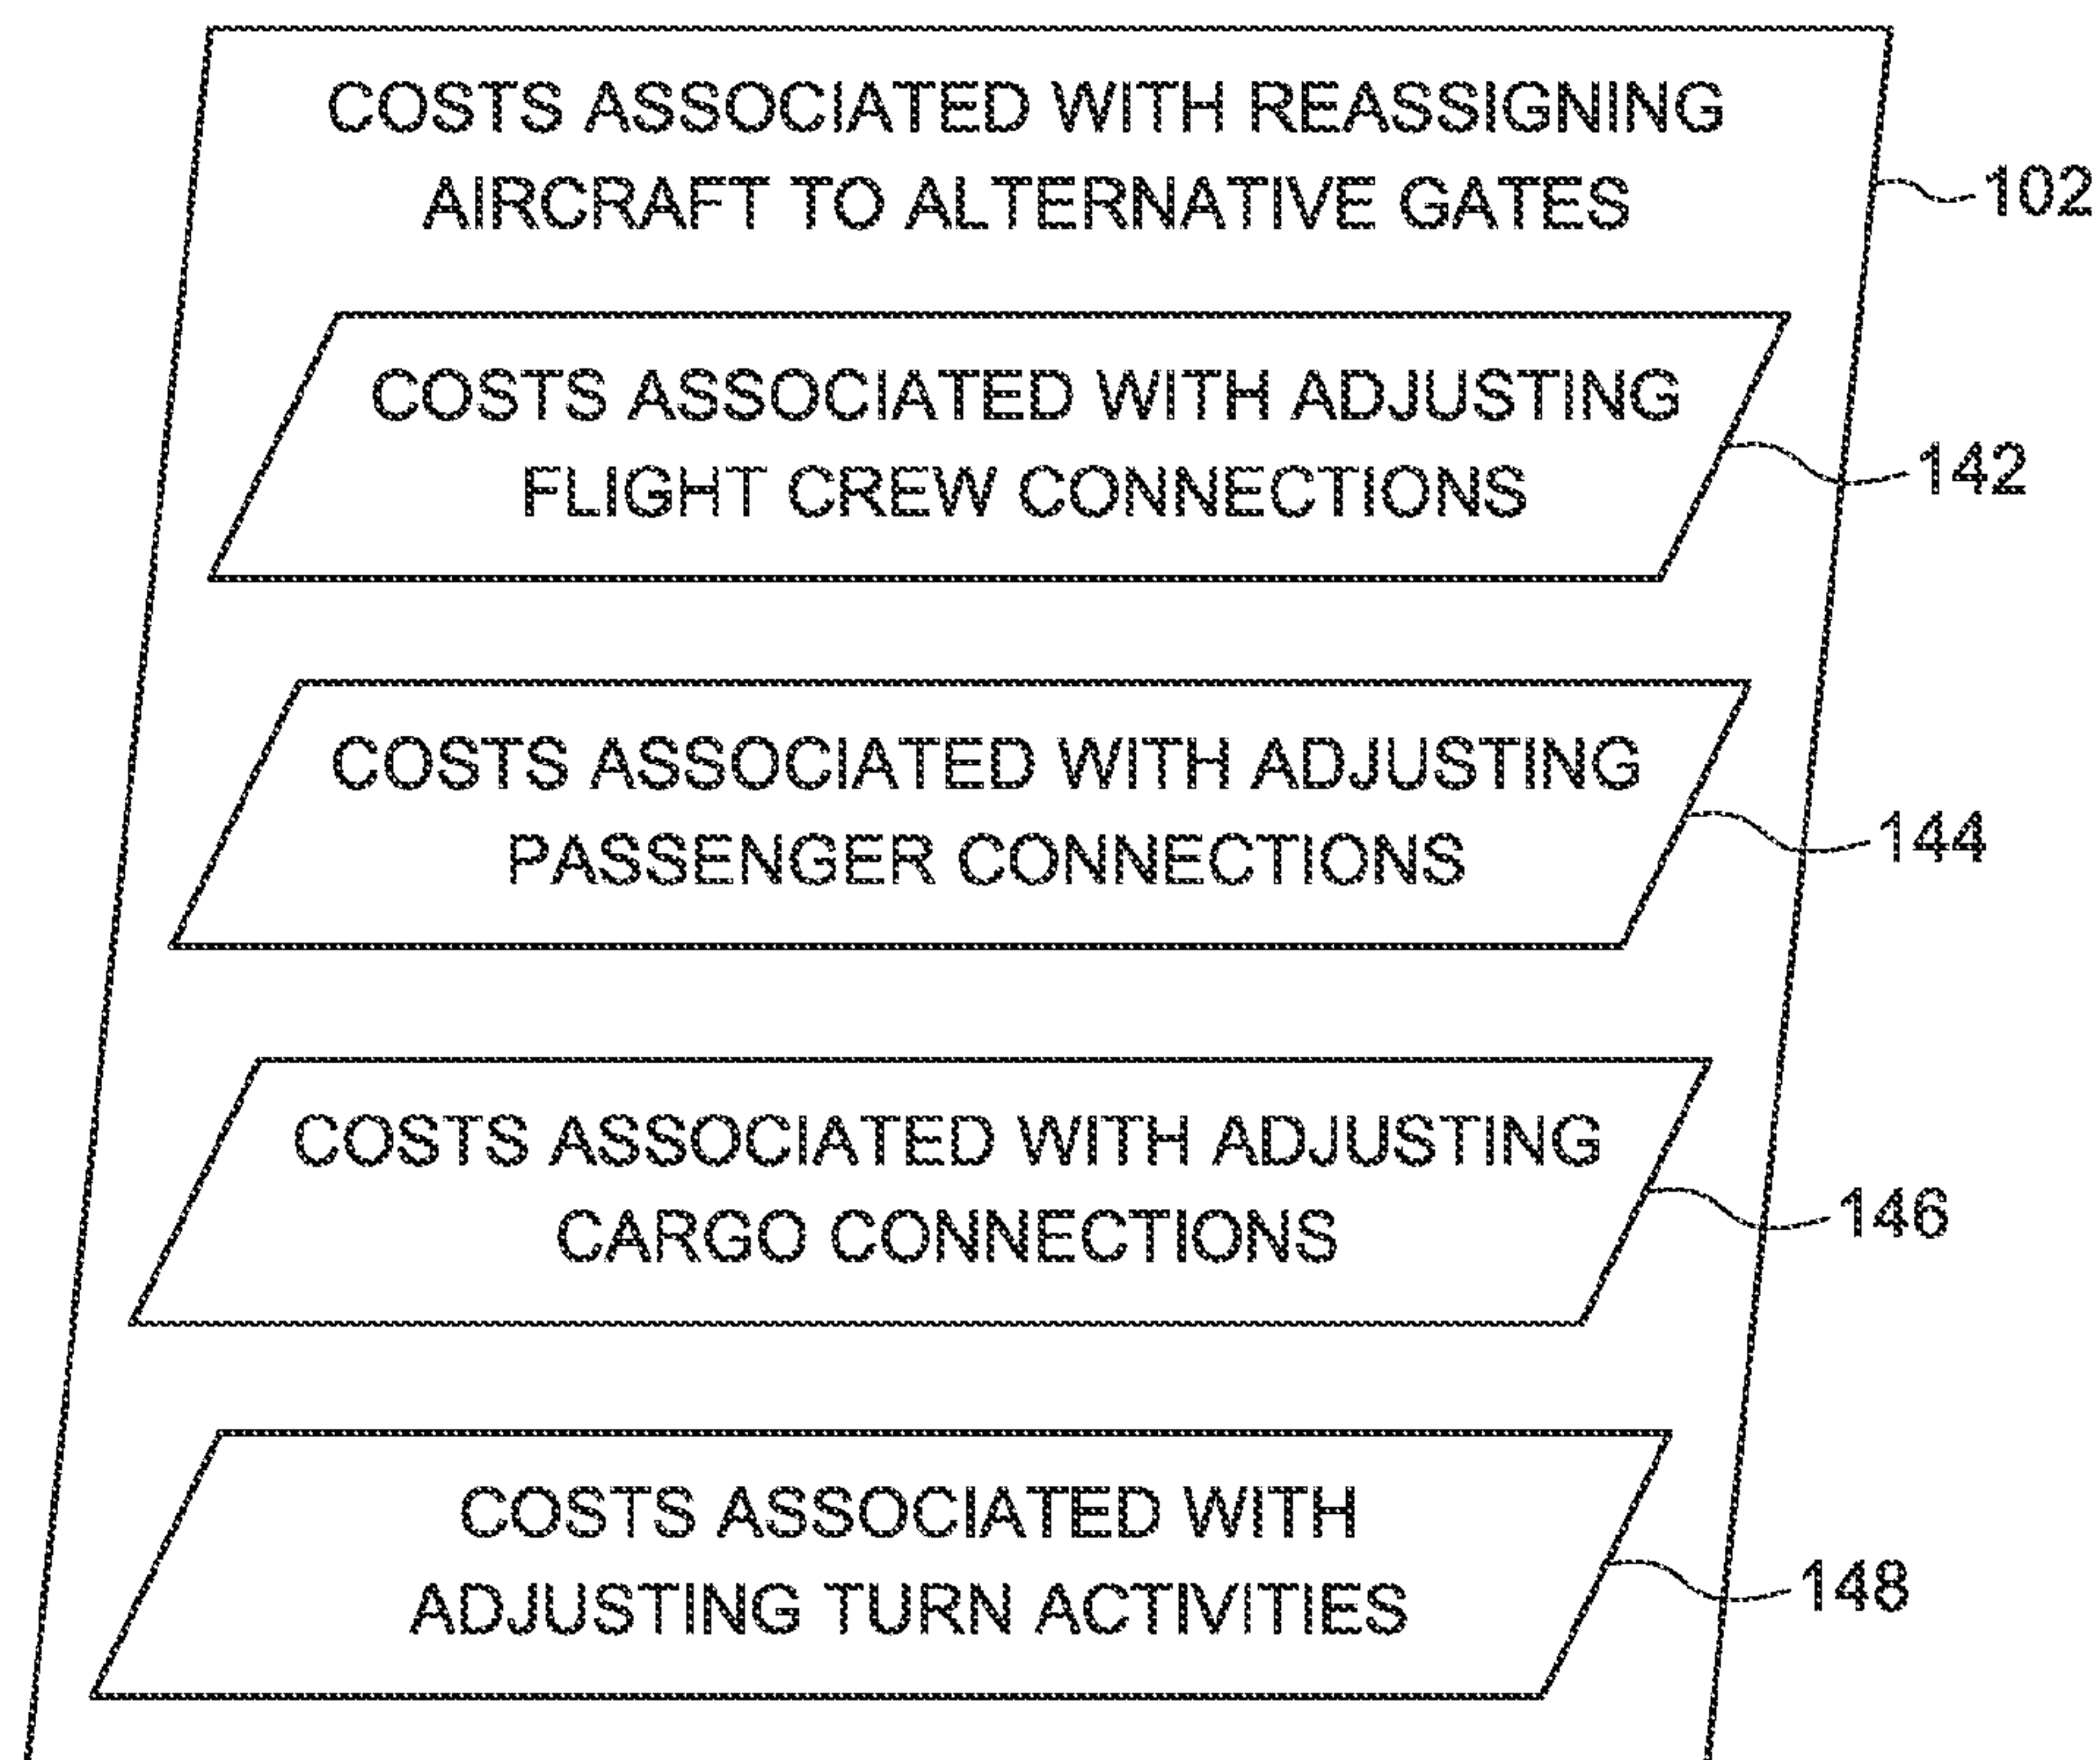 COSTS ASSOCIATED WITH REASSIGNING
AIRCRAFT TO ALTERNATIVE GATES
102
COSTS ASSOCIATED WITH ADJUSTING
FLIGHT CREW CONNECTIONS
142
COSTS ASSOCIATED WITH ADJUSTING
PASSENGER CONNECTIONS
144
COSTS ASSOCIATED WITH ADJUSTING
CARGO CONNECTIONS
146
COSTS ASSOCIATED WITH
ADJUSTING TURN ACTIVITIES
148